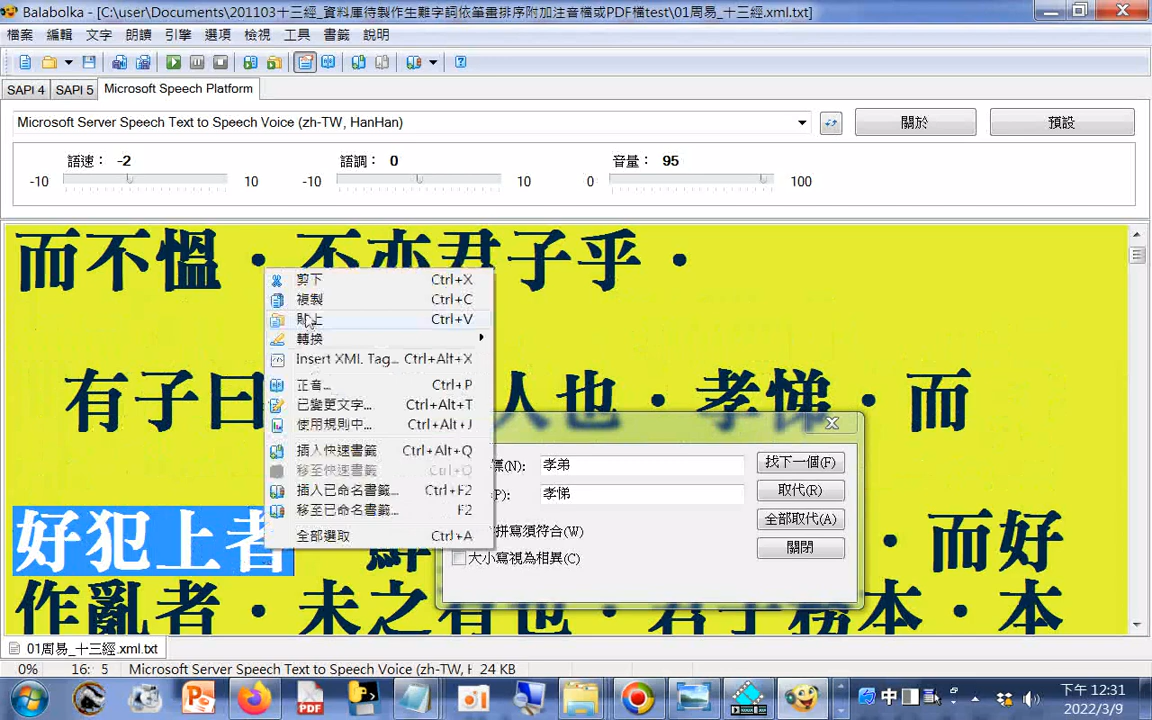 Balabolka - [C:\user\Documents\201103十三經_資料庫待製作生難字詞依筆畫排序附加注音檔或PDF檔test\01周易_十三經.xml.txt]
檔案 編輯 文字 朗讀 引擎 選項 檢視 工具 書籤 說明
SAPI 4 SAPI 5 Microsoft Speech Platform
Microsoft Server Speech Text to Speech Voice (zh-TW, HanHan) 關於 預設
語速： -2 語調： 0 音量： 95
-10 10 -10 10 0 100
而不慍．不亦君子乎．
剪下 Ctrl+X
複製 Ctrl+C
貼上 Ctrl+V
轉換
Insert XML Tag... Ctrl+Alt+X
正音... Ctrl+P
已變更文字... Ctrl+Alt+T
使用規則中... Ctrl+Alt+J
插入快速書籤 Ctrl+Alt+Q
移至快速書籤 Ctrl+Q
插入已命名書籤... Ctrl+F2
移至已命名書籤... F2
全部選取 Ctrl+A
有子曰 人也．孝悌．而
(N): 孝弟 找下一個(F)
(P): 孝悌 取代(R)
拼寫須符合(W) 全部取代(A)
大小寫視為相異(C) 關閉
好犯上者 鮮 ．而好
作亂者．未之有也．君子務本．本
01周易_十三經.xml.txt
0% 16: 5 Microsoft Server Speech Text to Speech Voice (zh-TW, H 24 KB
中
下午 12:31
2022/3/9